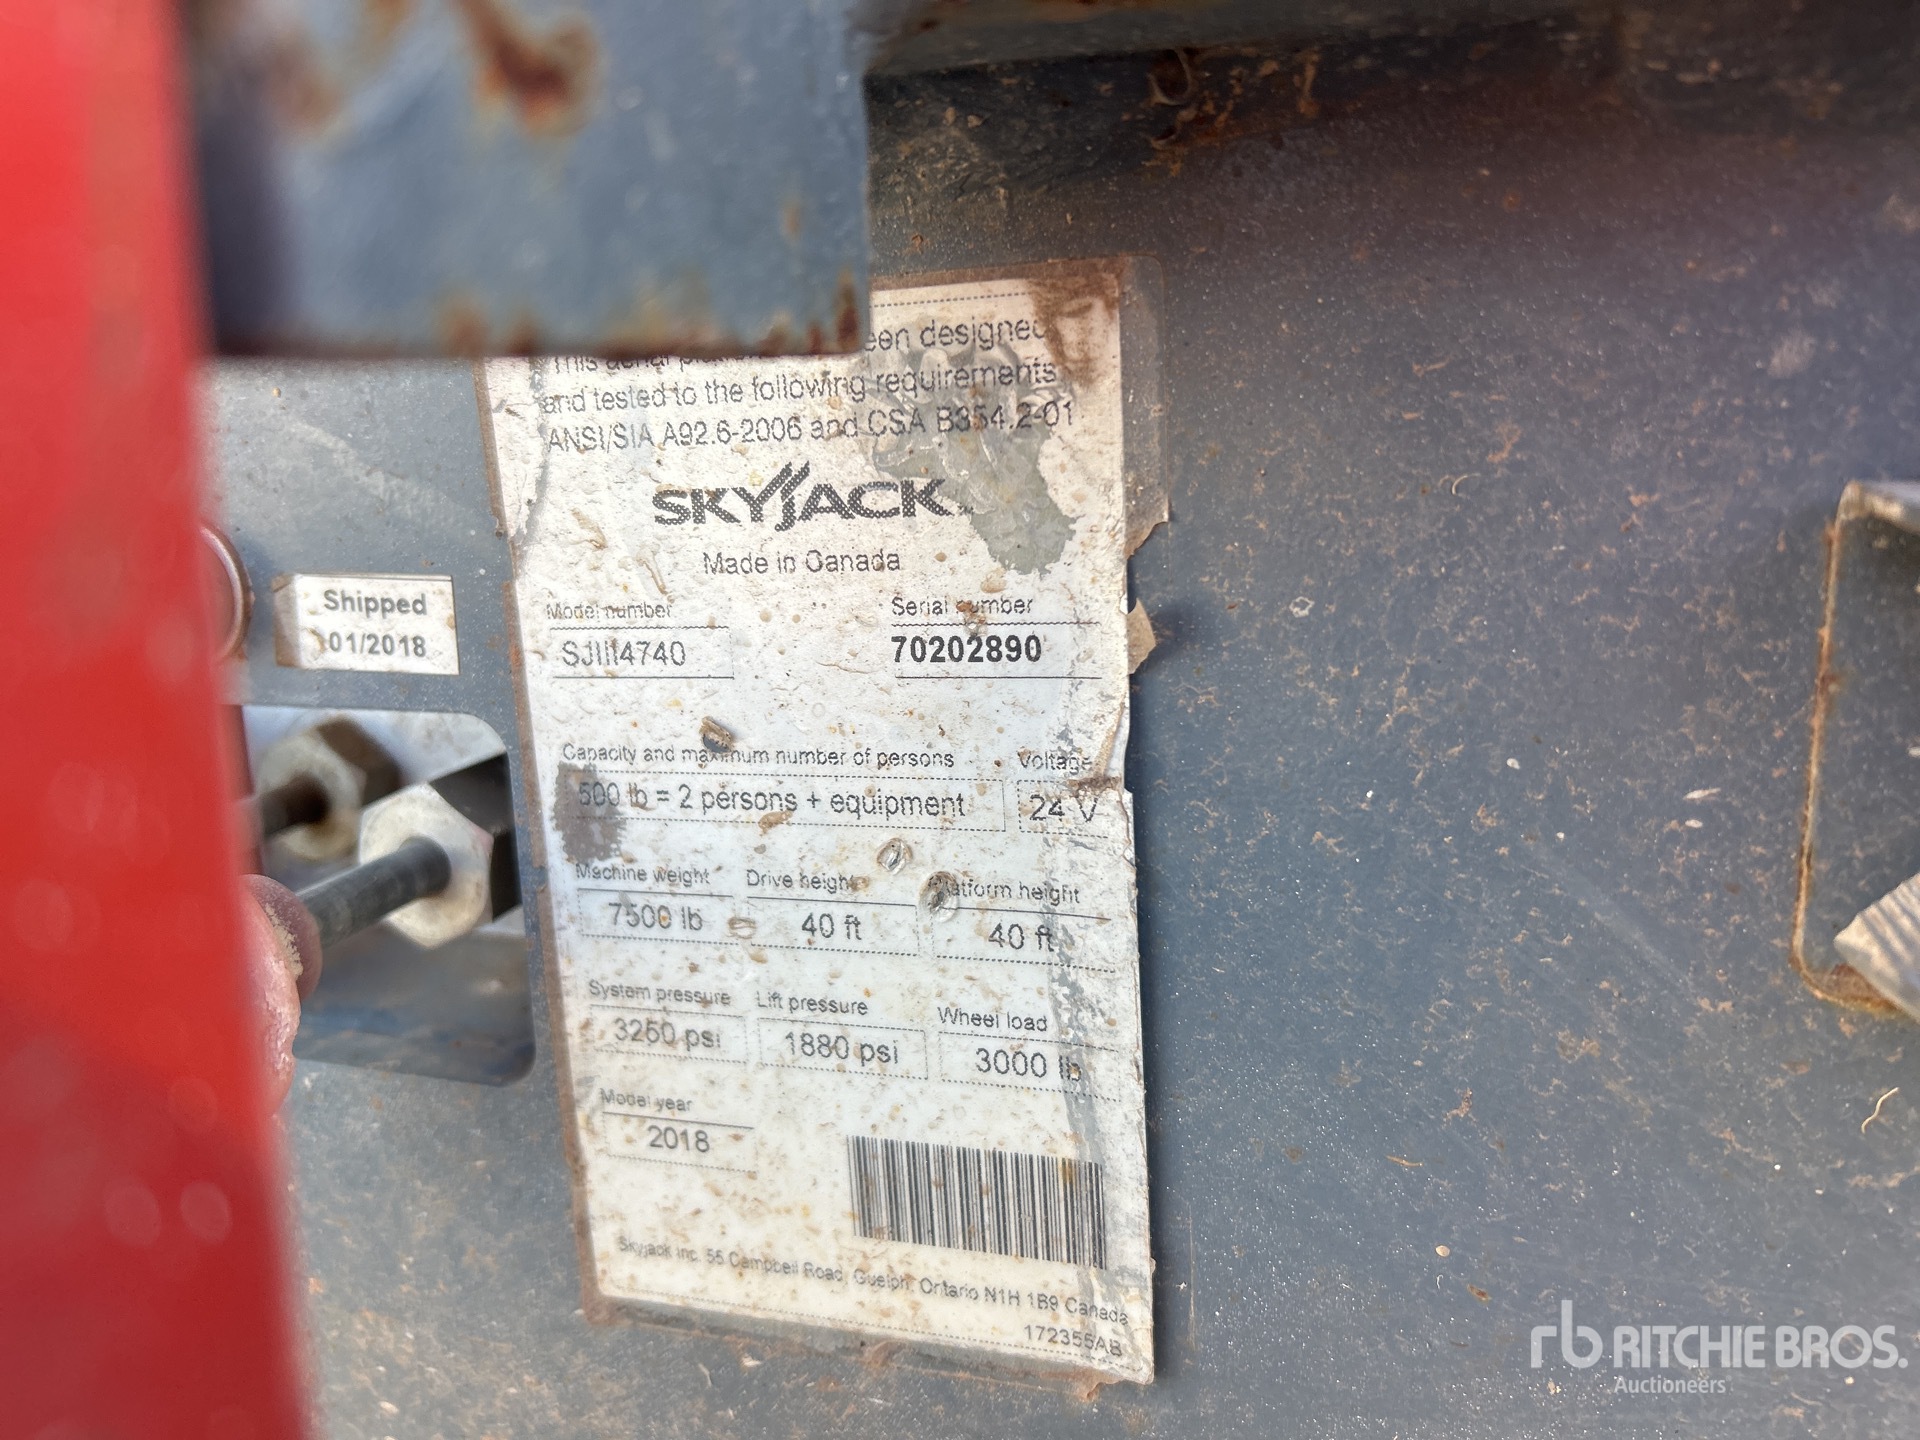 This aerial een designed
and tested to the following requirements
ANSI/SIA A92.6-2006 and CSA B354.2-01
SKYJACK
Made in Canada
Shipped
01/2018
Model number Serial number
SJIII4740 70202890
Capacity and maximum number of persons Voltage
500 lb = 2 persons + equipment 24 V
Machine weight Drive height Platform height
7500 lb 40 ft 40 ft
System pressure Lift pressure Wheel load
3250 psi 1880 psi 3000 lb
Model year
2018
Skyjack Inc. 55 Campbell Road, Guelph, Ontario N1H 1B9 Canada
172355AB
rb RITCHIE BROS.
Auctioneers